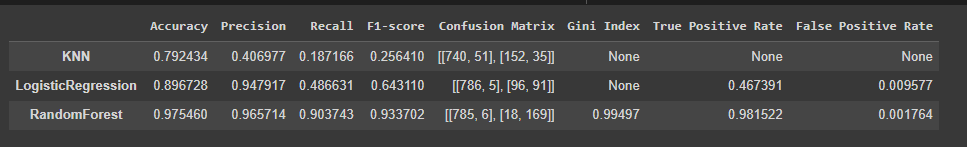 Accuracy Precision Recall F1-score Confusion Matrix Gini Index True Positive Rate False Positive Rate
KNN 0.792434 0.406977 0.187166 0.256410 [[740, 51], [152, 35]] None None None
LogisticRegression 0.896728 0.947917 0.486631 0.643110 [[786, 5], [96, 91]] None 0.467391 0.009577
RandomForest 0.975460 0.965714 0.903743 0.933702 [[785, 6], [18, 169]] 0.99497 0.981522 0.001764